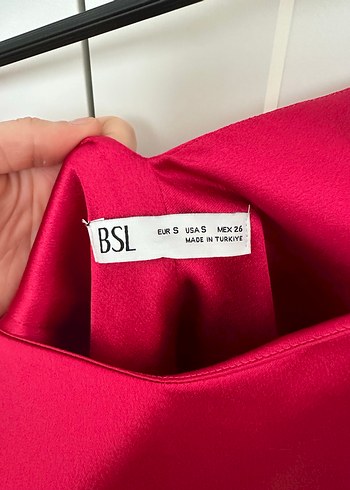 BSL
EUR S USA S MEX 26
MADE IN TURKIYE